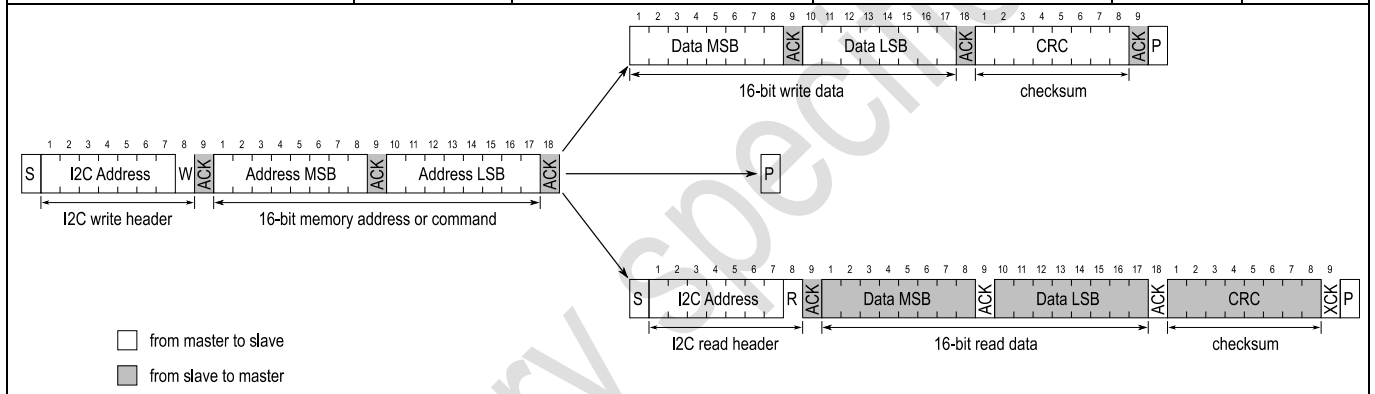 1 2 3 4 5 6 7 8 9 10 11 12 13 14 15 16 17 18 1 2 3 4 5 6 7 8 9
Data MSB ACK Data LSB ACK CRC ACK P
16-bit write data checksum
1 2 3 4 5 6 7 8 9 1 2 3 4 5 6 7 8 9 10 11 12 13 14 15 16 17 18
S I2C Address W ACK Address MSB ACK Address LSB ACK P
I2C write header 16-bit memory address or command
1 2 3 4 5 6 7 8 9 1 2 3 4 5 6 7 8 9 10 11 12 13 14 15 16 17 18 1 2 3 4 5 6 7 8 9
S I2C Address R ACK Data MSB ACK Data LSB ACK CRC XCK P
I2C read header 16-bit read data checksum
from master to slave
from slave to master